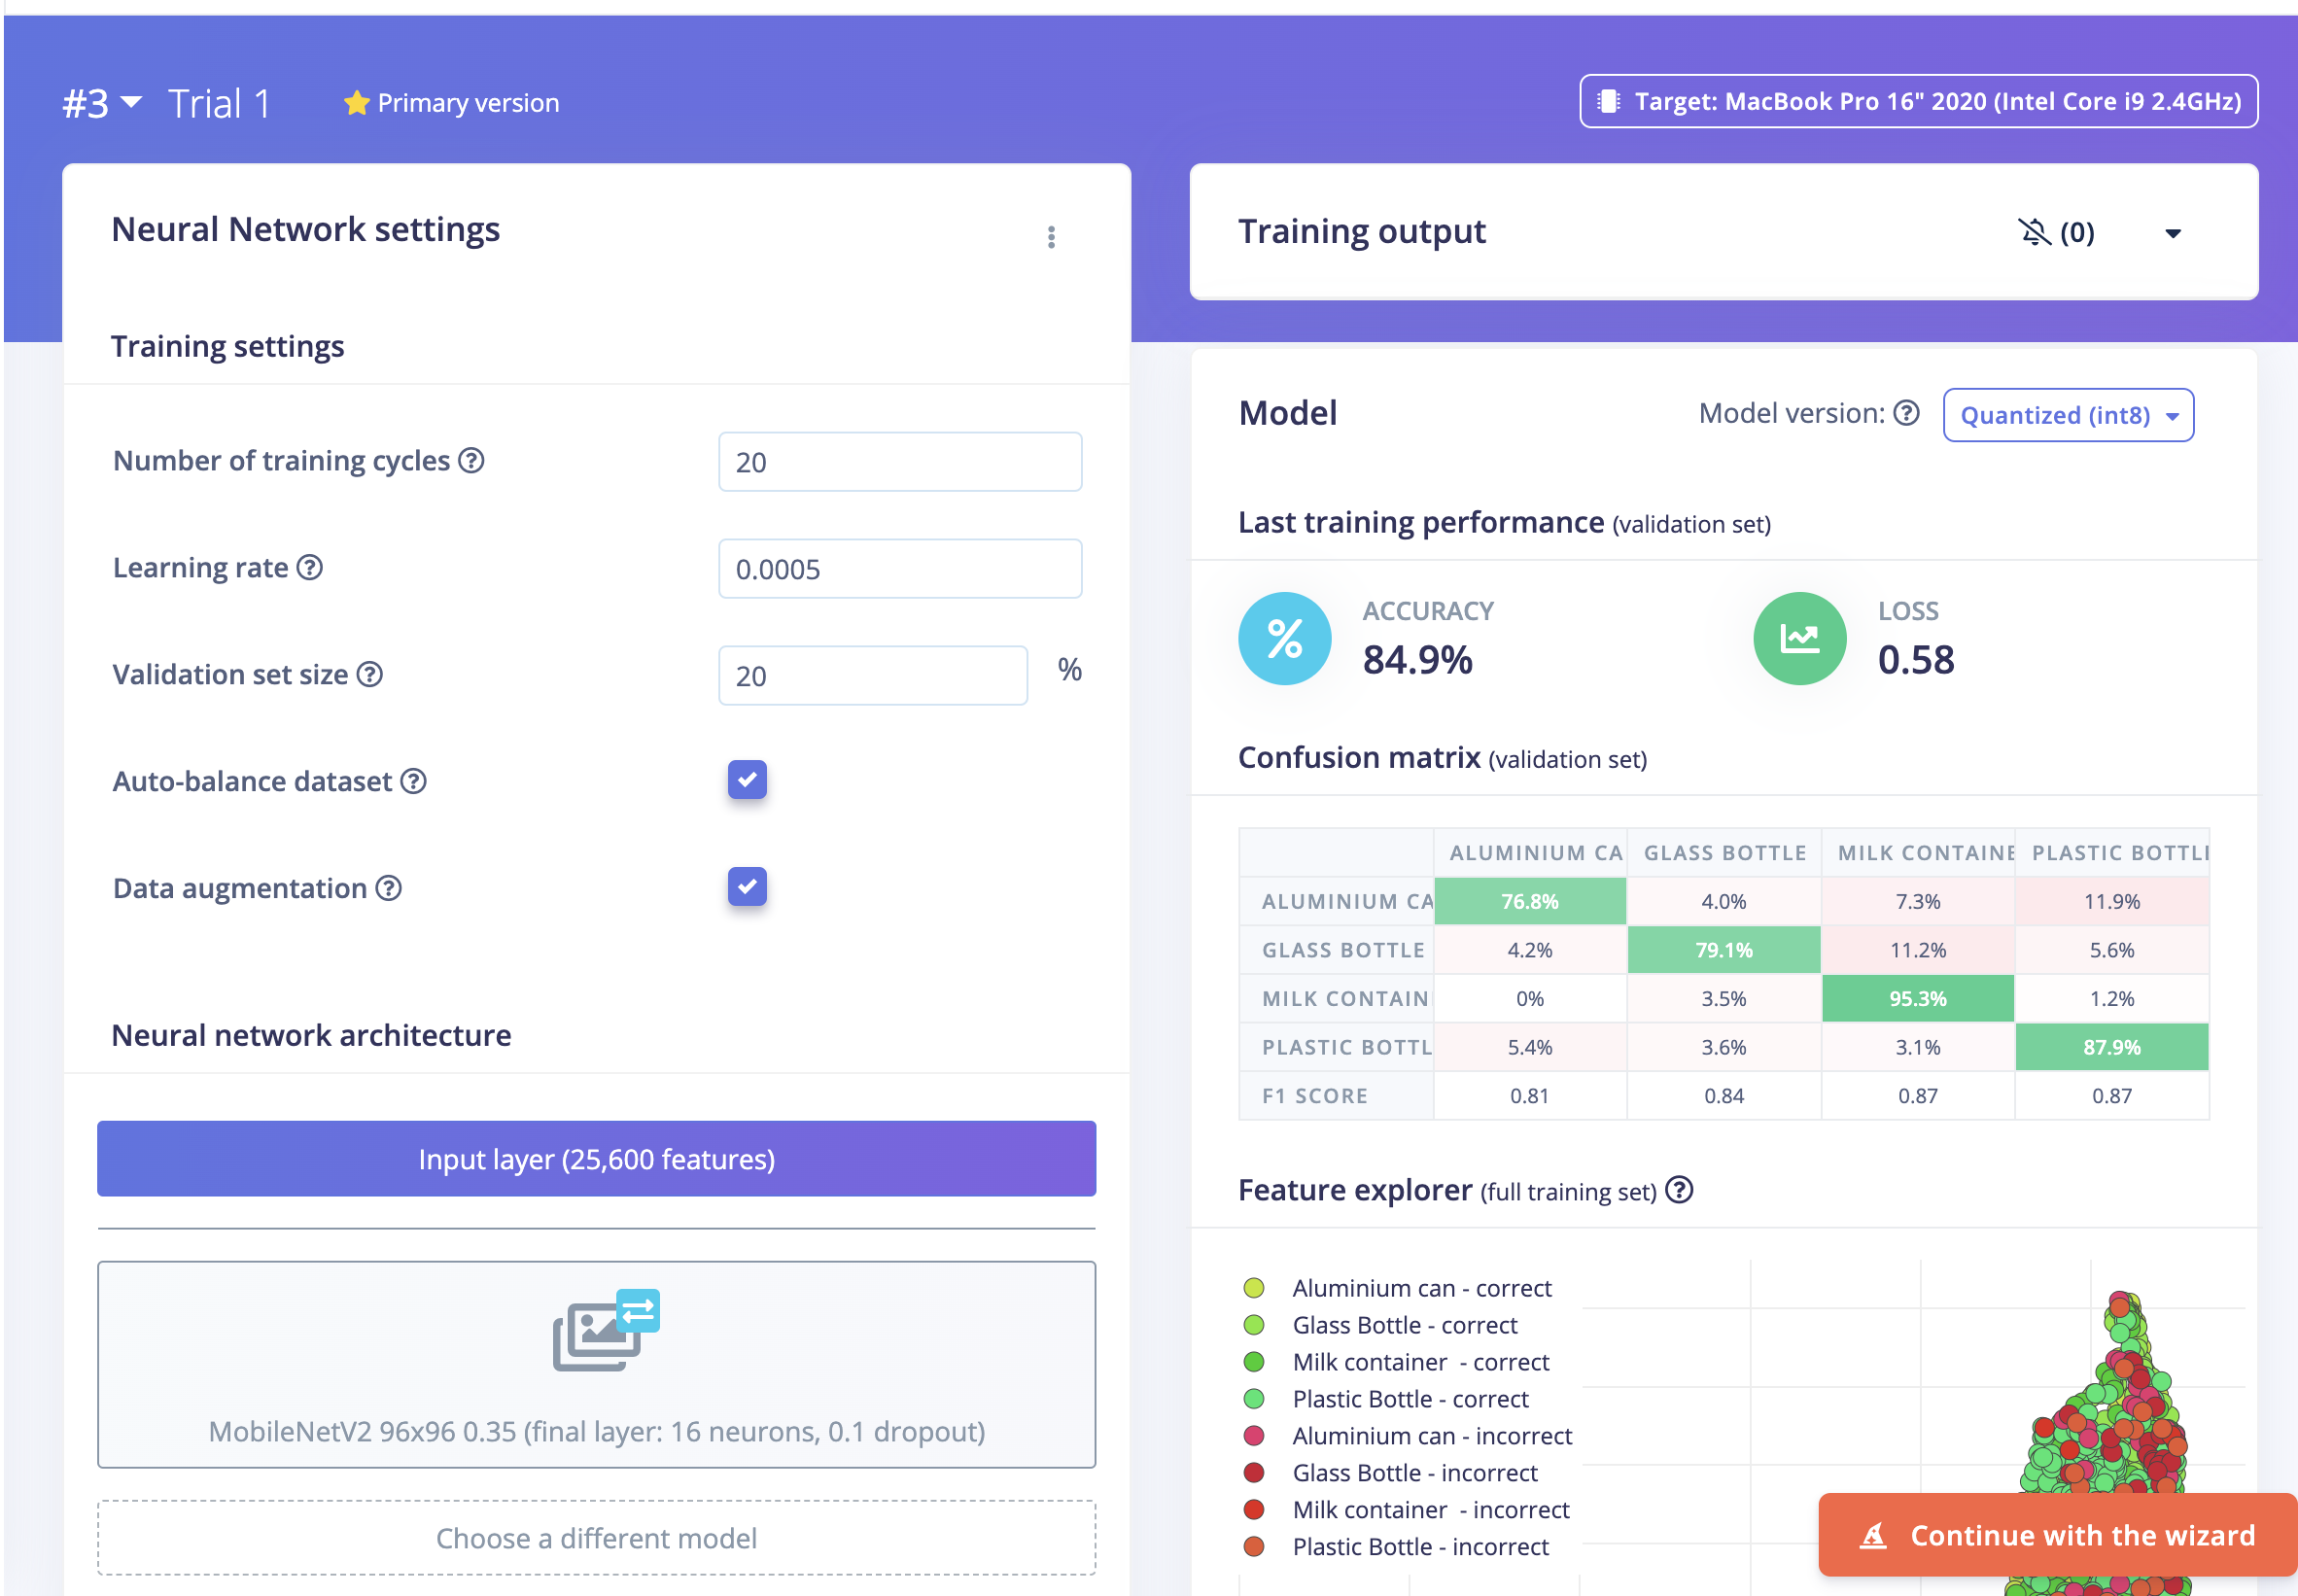 #3 Trial 1 Primary version Target: MacBook Pro 16" 2020 (Intel Core i9 2.4GHz)
Neural Network settings
Training settings
Number of training cycles 20
Learning rate 0.0005
Validation set size 20 %
Auto-balance dataset
Data augmentation
Neural network architecture
Input layer (25,600 features)
MobileNetV2 96x96 0.35 (final layer: 16 neurons, 0.1 dropout)
Choose a different model
Training output (0)
Model Model version: Quantized (int8)
Last training performance (validation set)
% ACCURACY LOSS
84.9% 0.58
Confusion matrix (validation set)
ALUMINIUM CA GLASS BOTTLE MILK CONTAINE PLASTIC BOTTL
ALUMINIUM CA 76.8% 4.0% 7.3% 11.9%
GLASS BOTTLE 4.2% 79.1% 11.2% 5.6%
MILK CONTAIN 0% 3.5% 95.3% 1.2%
PLASTIC BOTTL 5.4% 3.6% 3.1% 87.9%
F1 SCORE 0.81 0.84 0.87 0.87
Feature explorer (full training set)
Aluminium can - correct
Glass Bottle - correct
Milk container - correct
Plastic Bottle - correct
Aluminium can - incorrect
Glass Bottle - incorrect
Milk container - incorrect
Plastic Bottle - incorrect
Continue with the wizard